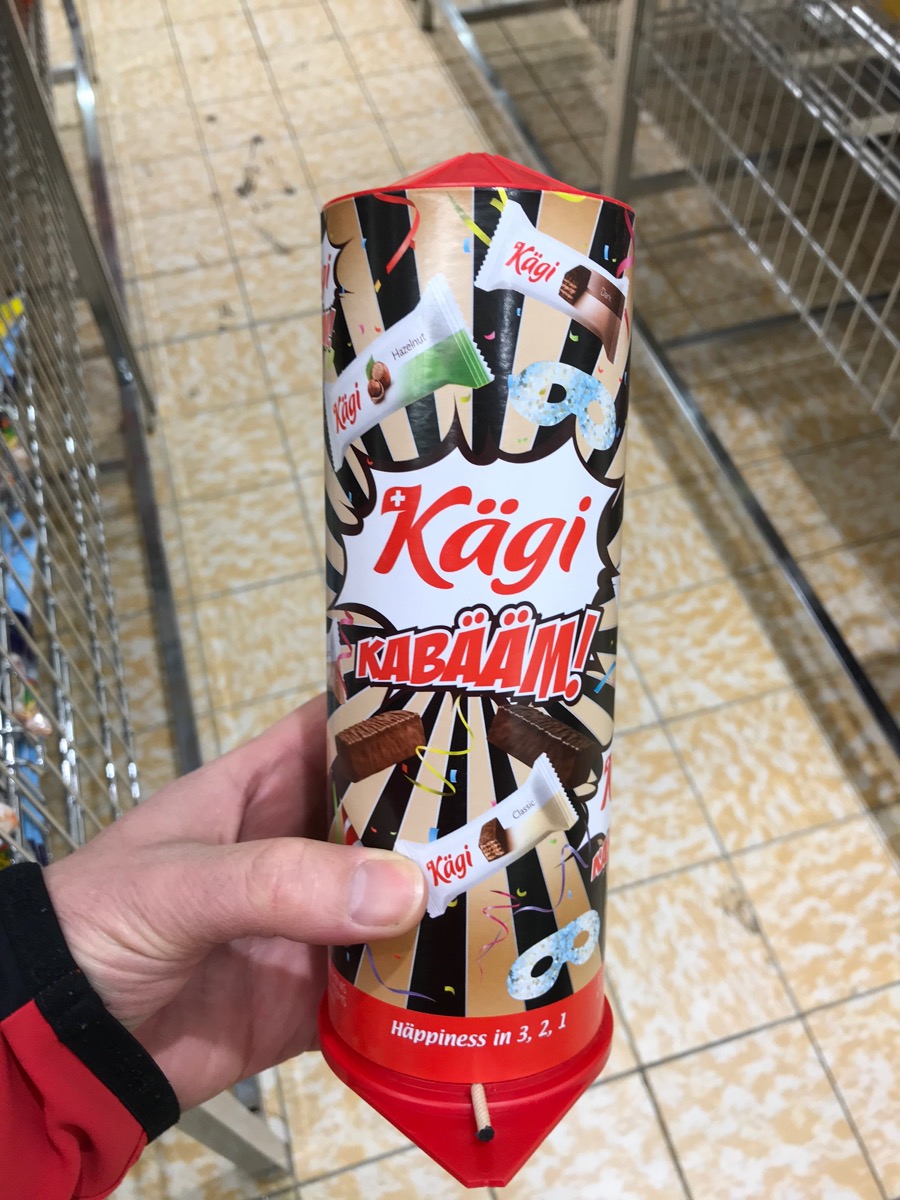 Kägi
Dark
Hazelnut
Kägi
Kägi
KABÄÄM!
Classic
Kägi
Häppiness in 3, 2, 1